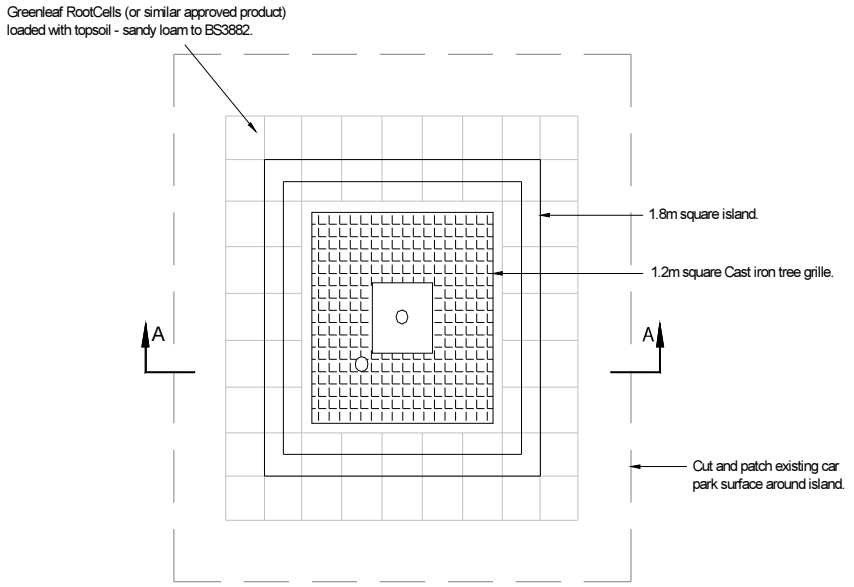 Greenleaf RootCells (or similar approved product)
loaded with topsoil - sandy loam to BS3882.
1.8m square island.
1.2m square Cast iron tree grille.
A
A
Cut and patch existing car
park surface around island.